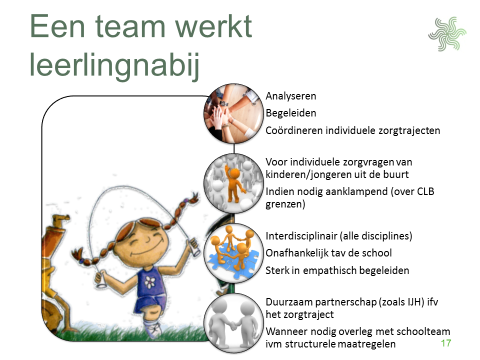 Een team werkt
leerlingnabij
Analyseren
Begeleiden
Coördineren individuele zorgtrajecten
Voor individuele zorgvragen van
kinderen/jongeren uit de buurt
Indien nodig aanklampend (over CLB
grenzen)
Interdisciplinair (alle disciplines)
Onafhankelijk tav de school
Sterk in empathisch begeleiden
Duurzaam partnerschap (zoals IJH) ifv
het zorgtraject
Wanneer nodig overleg met schoolteam
ivm structurele maatregelen
17